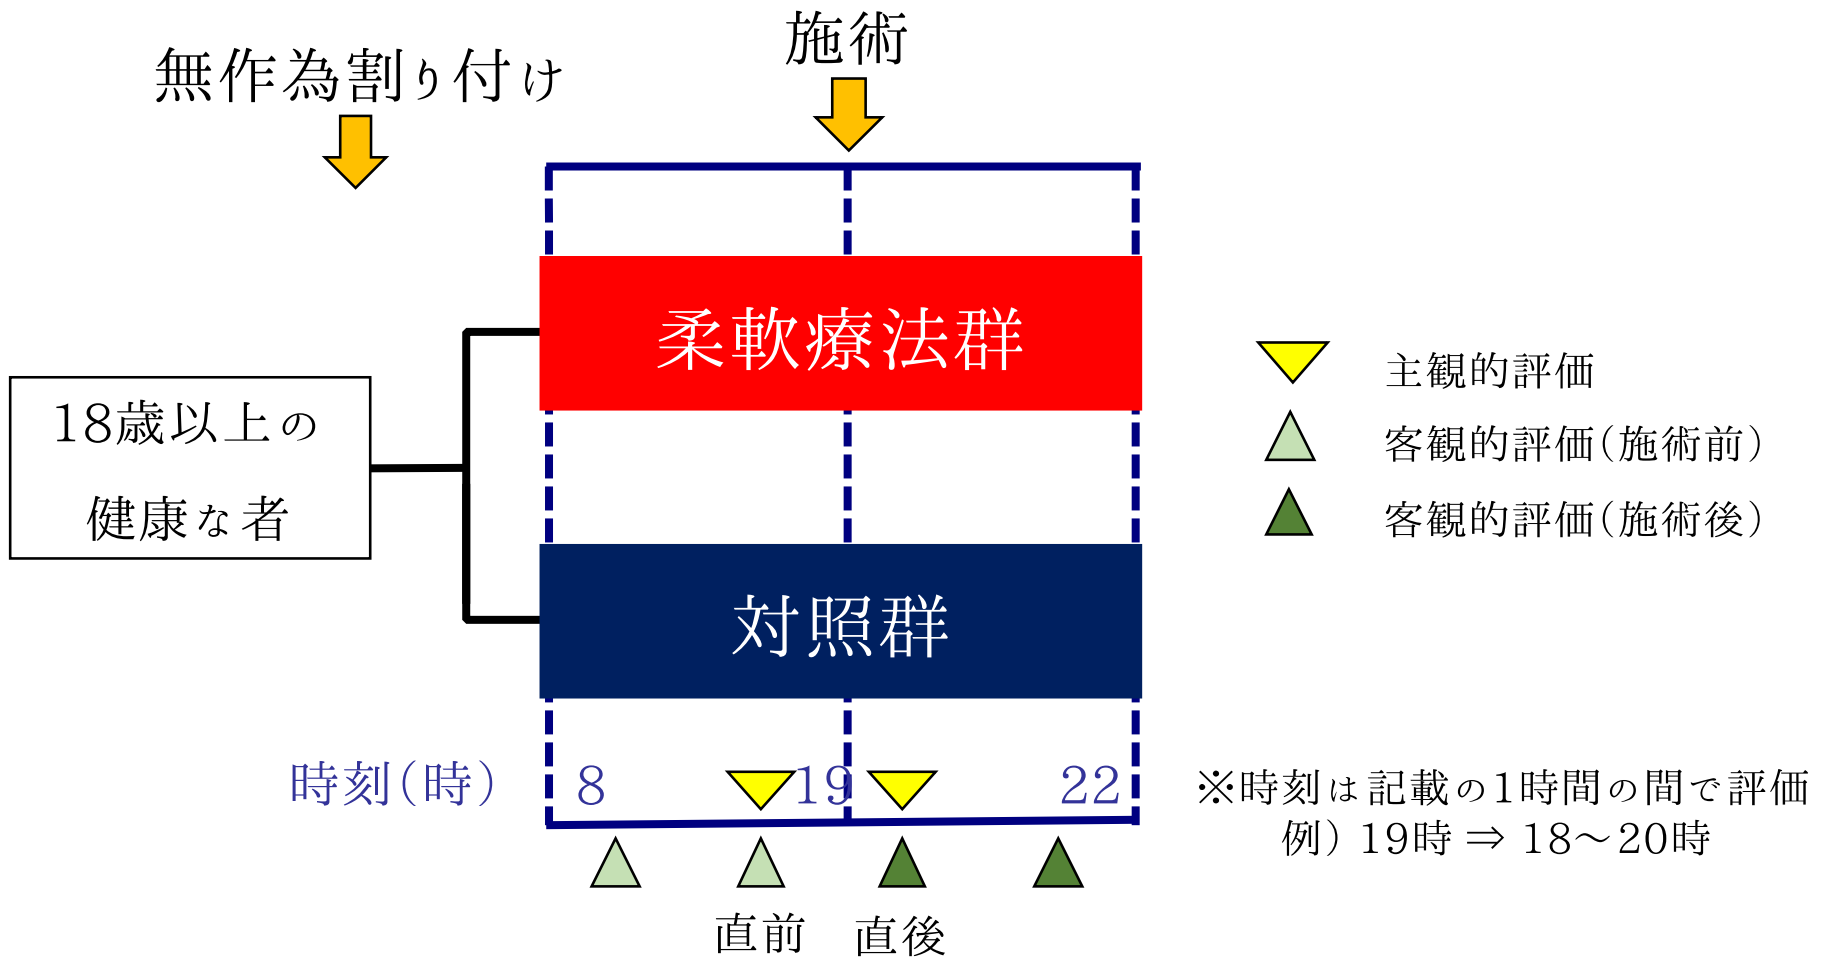 施術
無作為割り付け
柔軟療法群
18歳以上の
健康な者
主観的評価
客観的評価(施術前)
客観的評価(施術後)
対照群
時刻(時) 8 19 22
※時刻は記載の1時間の間で評価
例) 19時 ⇒ 18〜20時
直前 直後